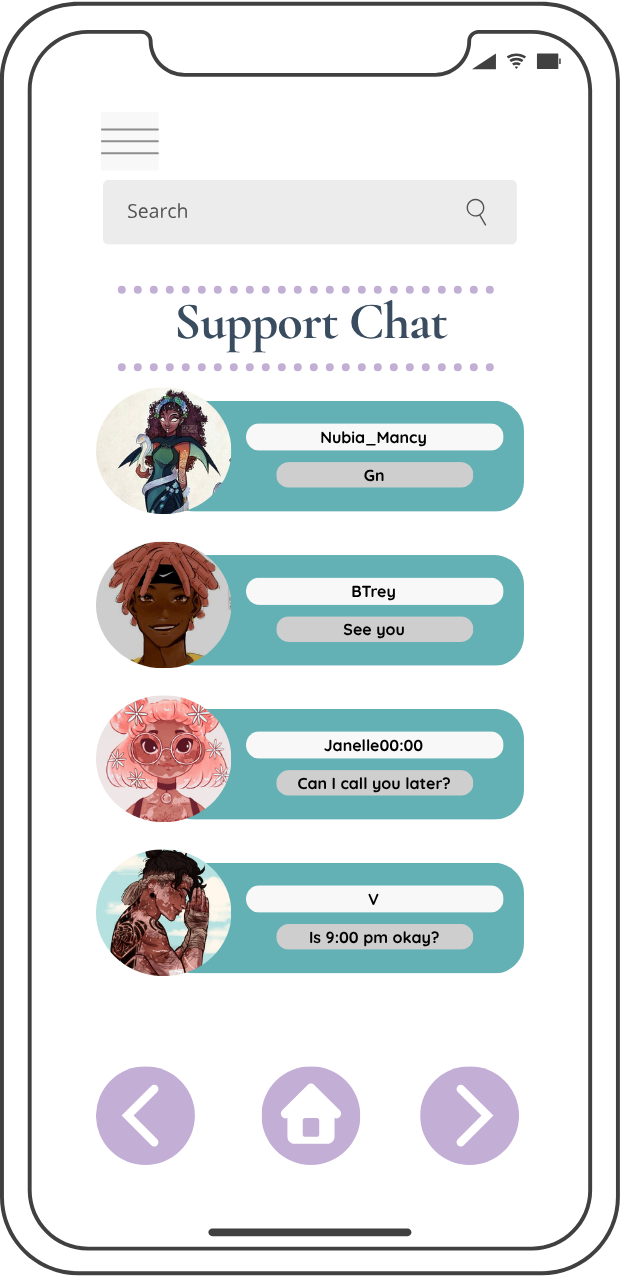 Search
Support Chat
Nubia_Mancy
Gn
BTrey
See you
Janelle00:00
Can I call you later?
V
Is 9:00 pm okay?